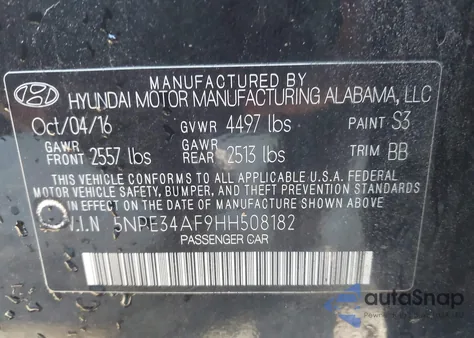 MANUFACTURED BY
HYUNDAI MOTOR MANUFACTURING ALABAMA, LLC
Oct/04/16 GVWR 4497 lbs PAINT S3
GAWR FRONT 2557 lbs GAWR REAR 2513 lbs TRIM BB
THIS VEHICLE CONFORMS TO ALL APPLICABLE U.S.A. FEDERAL
MOTOR VEHICLE SAFETY, BUMPER, AND THEFT PREVENTION STANDARDS
IN EFFECT ON THE DATE OF MANUFACTURE SHOWN ABOVE.
V.I.N 5NPE34AF9HH508182
PASSENGER CAR
autoSnap